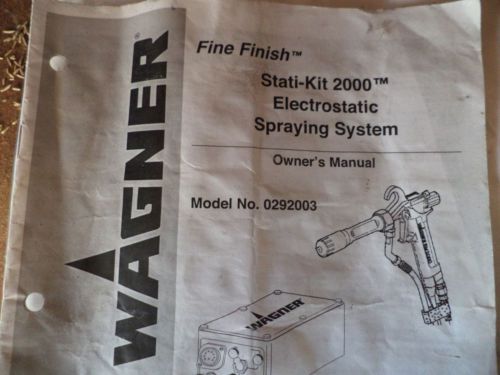 WAGNER®
Fine Finish™
Stati-Kit 2000™
Electrostatic
Spraying System
Owner's Manual
Model No. 0292003
WAGNER